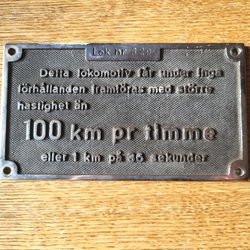 Lok nr
Detta lokomotiv får under inga
förhållanden framföras med större
hastighet än
100 km pr timme
eller 1 km på 36 sekunder